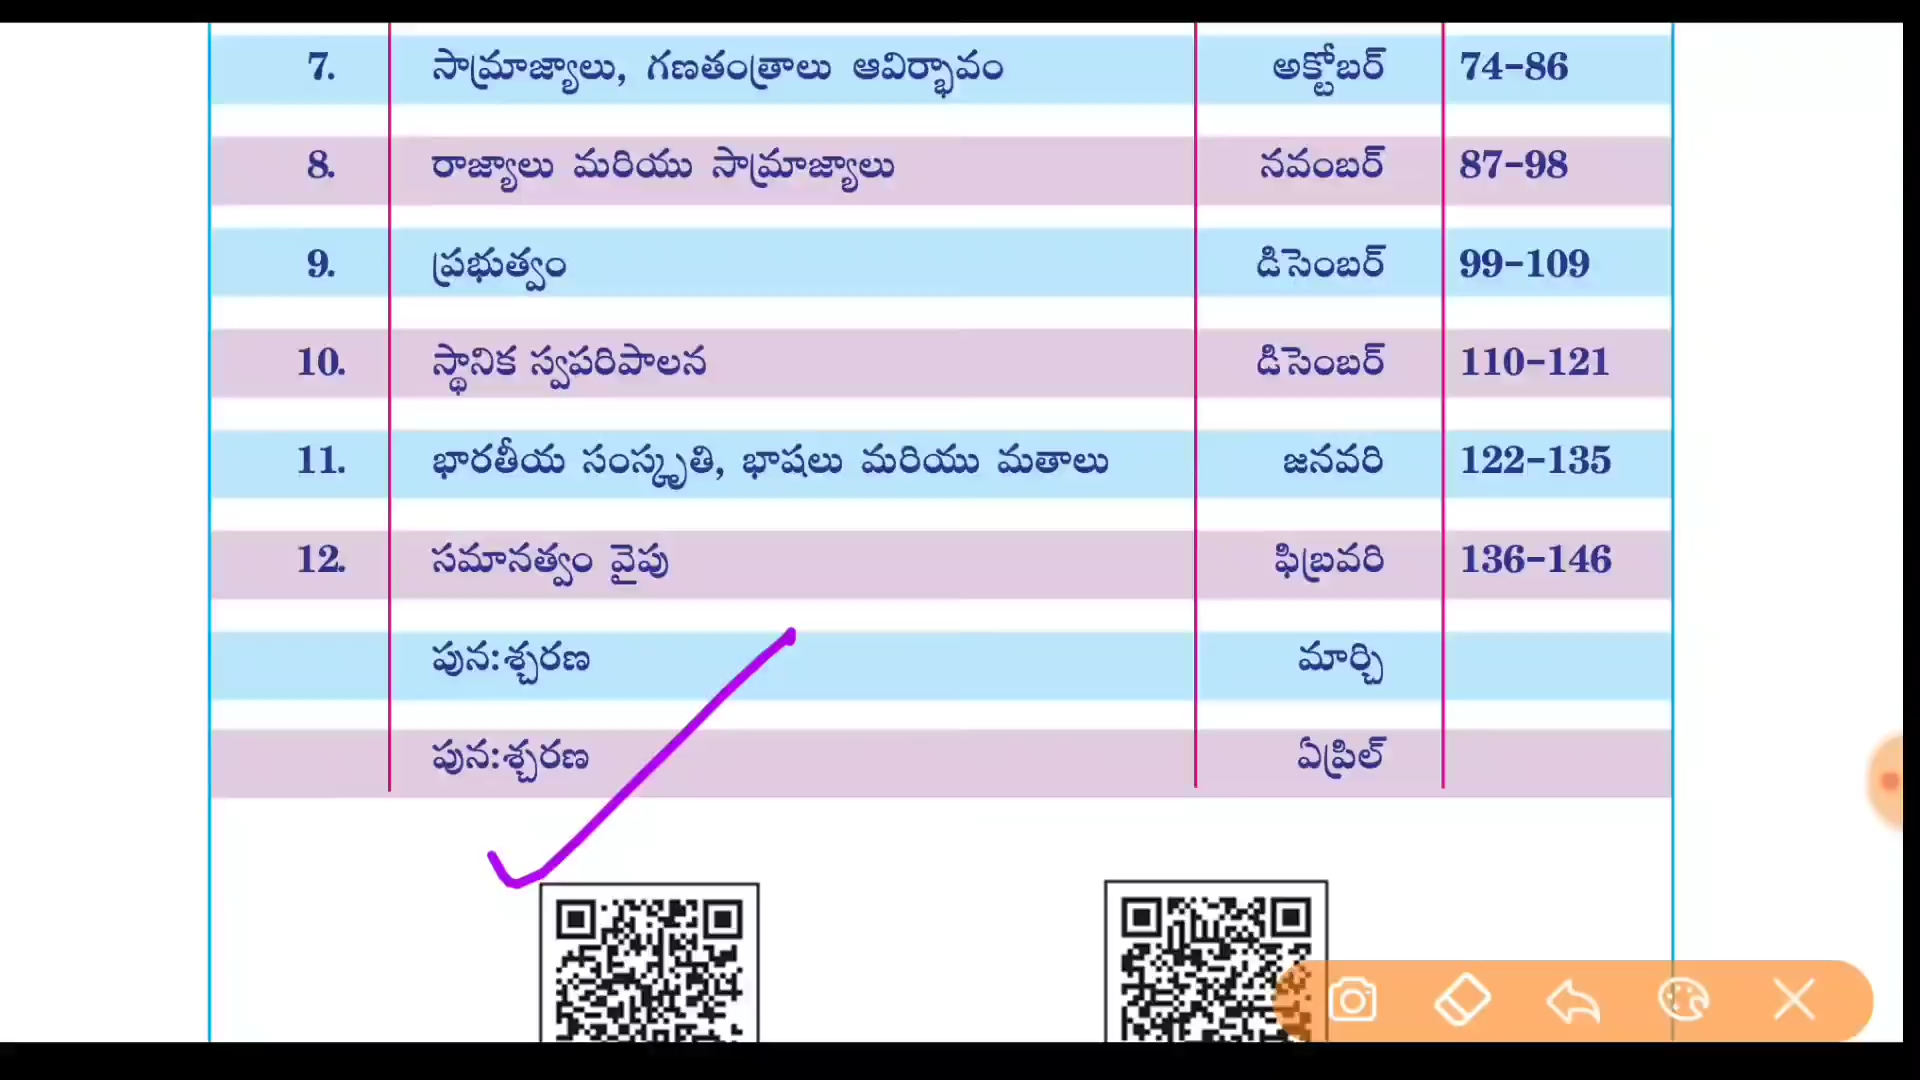 7. సామ్రాజ్యాలు, గణతంత్రాలు ఆవిర్భావం అక్టోబర్ 74-86
8. రాజ్యాలు మరియు సామ్రాజ్యాలు నవంబర్ 87-98
9. ప్రభుత్వం డిసెంబర్ 99-109
10. స్థానిక స్వపరిపాలన డిసెంబర్ 110-121
11. భారతీయ సంస్కృతి, భాషలు మరియు మతాలు జనవరి 122-135
12. సమానత్వం వైపు ఫిబ్రవరి 136-146
పున:శ్చరణ మార్చి
పున:శ్చరణ ఏప్రిల్